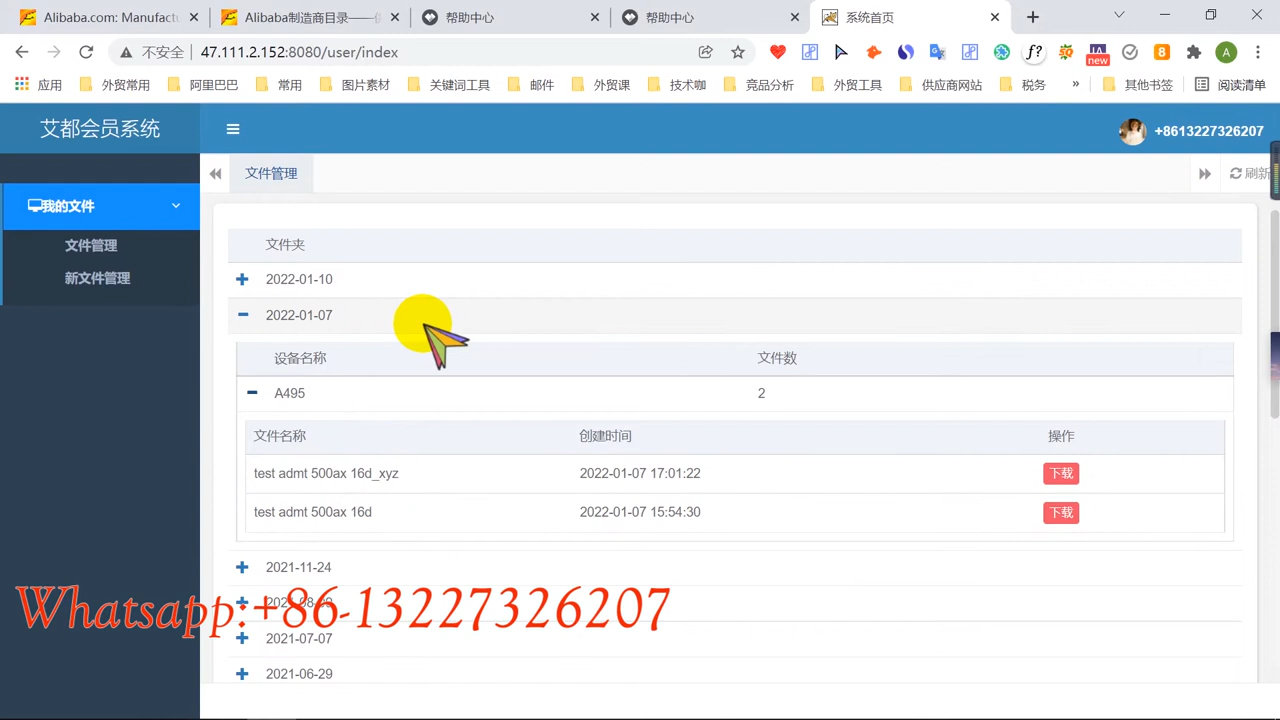 Alibaba.com: Manufactu
Alibaba制造商目录——供
帮助中心
帮助中心
系统首页
不安全
47.111.2.152:8080/user/index
f?
new
8
A
应用
外贸常用
阿里巴巴
常用
图片素材
关键词工具
邮件
外贸课
技术咖
竞品分析
外贸工具
供应商网站
税务
»
其他书签
阅读清单
艾都会员系统
+8613227326207
文件管理
刷新
我的文件
文件管理
新文件管理
文件夹
2022-01-10
2022-01-07
设备名称
文件数
A495
2
文件名称
创建时间
操作
test admt 500ax 16d_xyz
2022-01-07 17:01:22
下载
test admt 500ax 16d
2022-01-07 15:54:30
下载
2021-11-24
Whatsapp:+86-13227326207
2021-07-07
2021-06-29